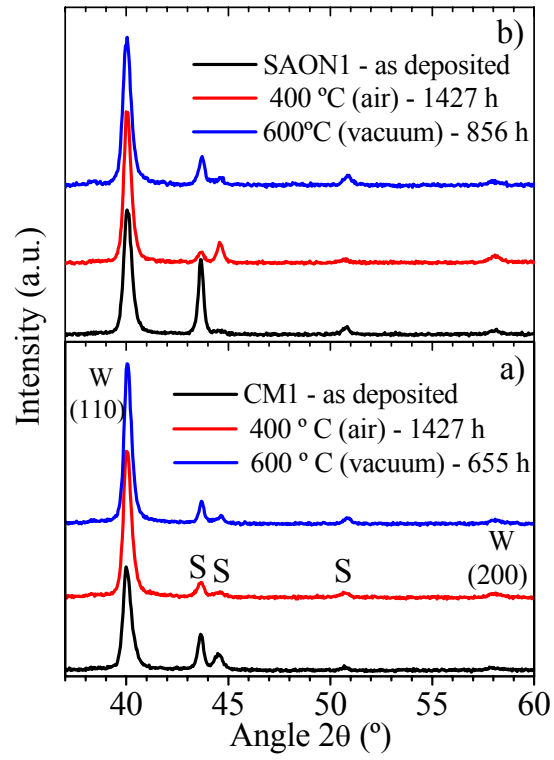 b)
SAON1 - as deposited
400 ºC (air) - 1427 h
600ºC (vacuum) - 856 h
Intensity (a.u.)
a)
W
(110)
CM1 - as deposited
400 º C (air) - 1427 h
600 º C (vacuum) - 655 h
S S S
W
(200)
40 45 50 55 60
Angle 2θ (º)